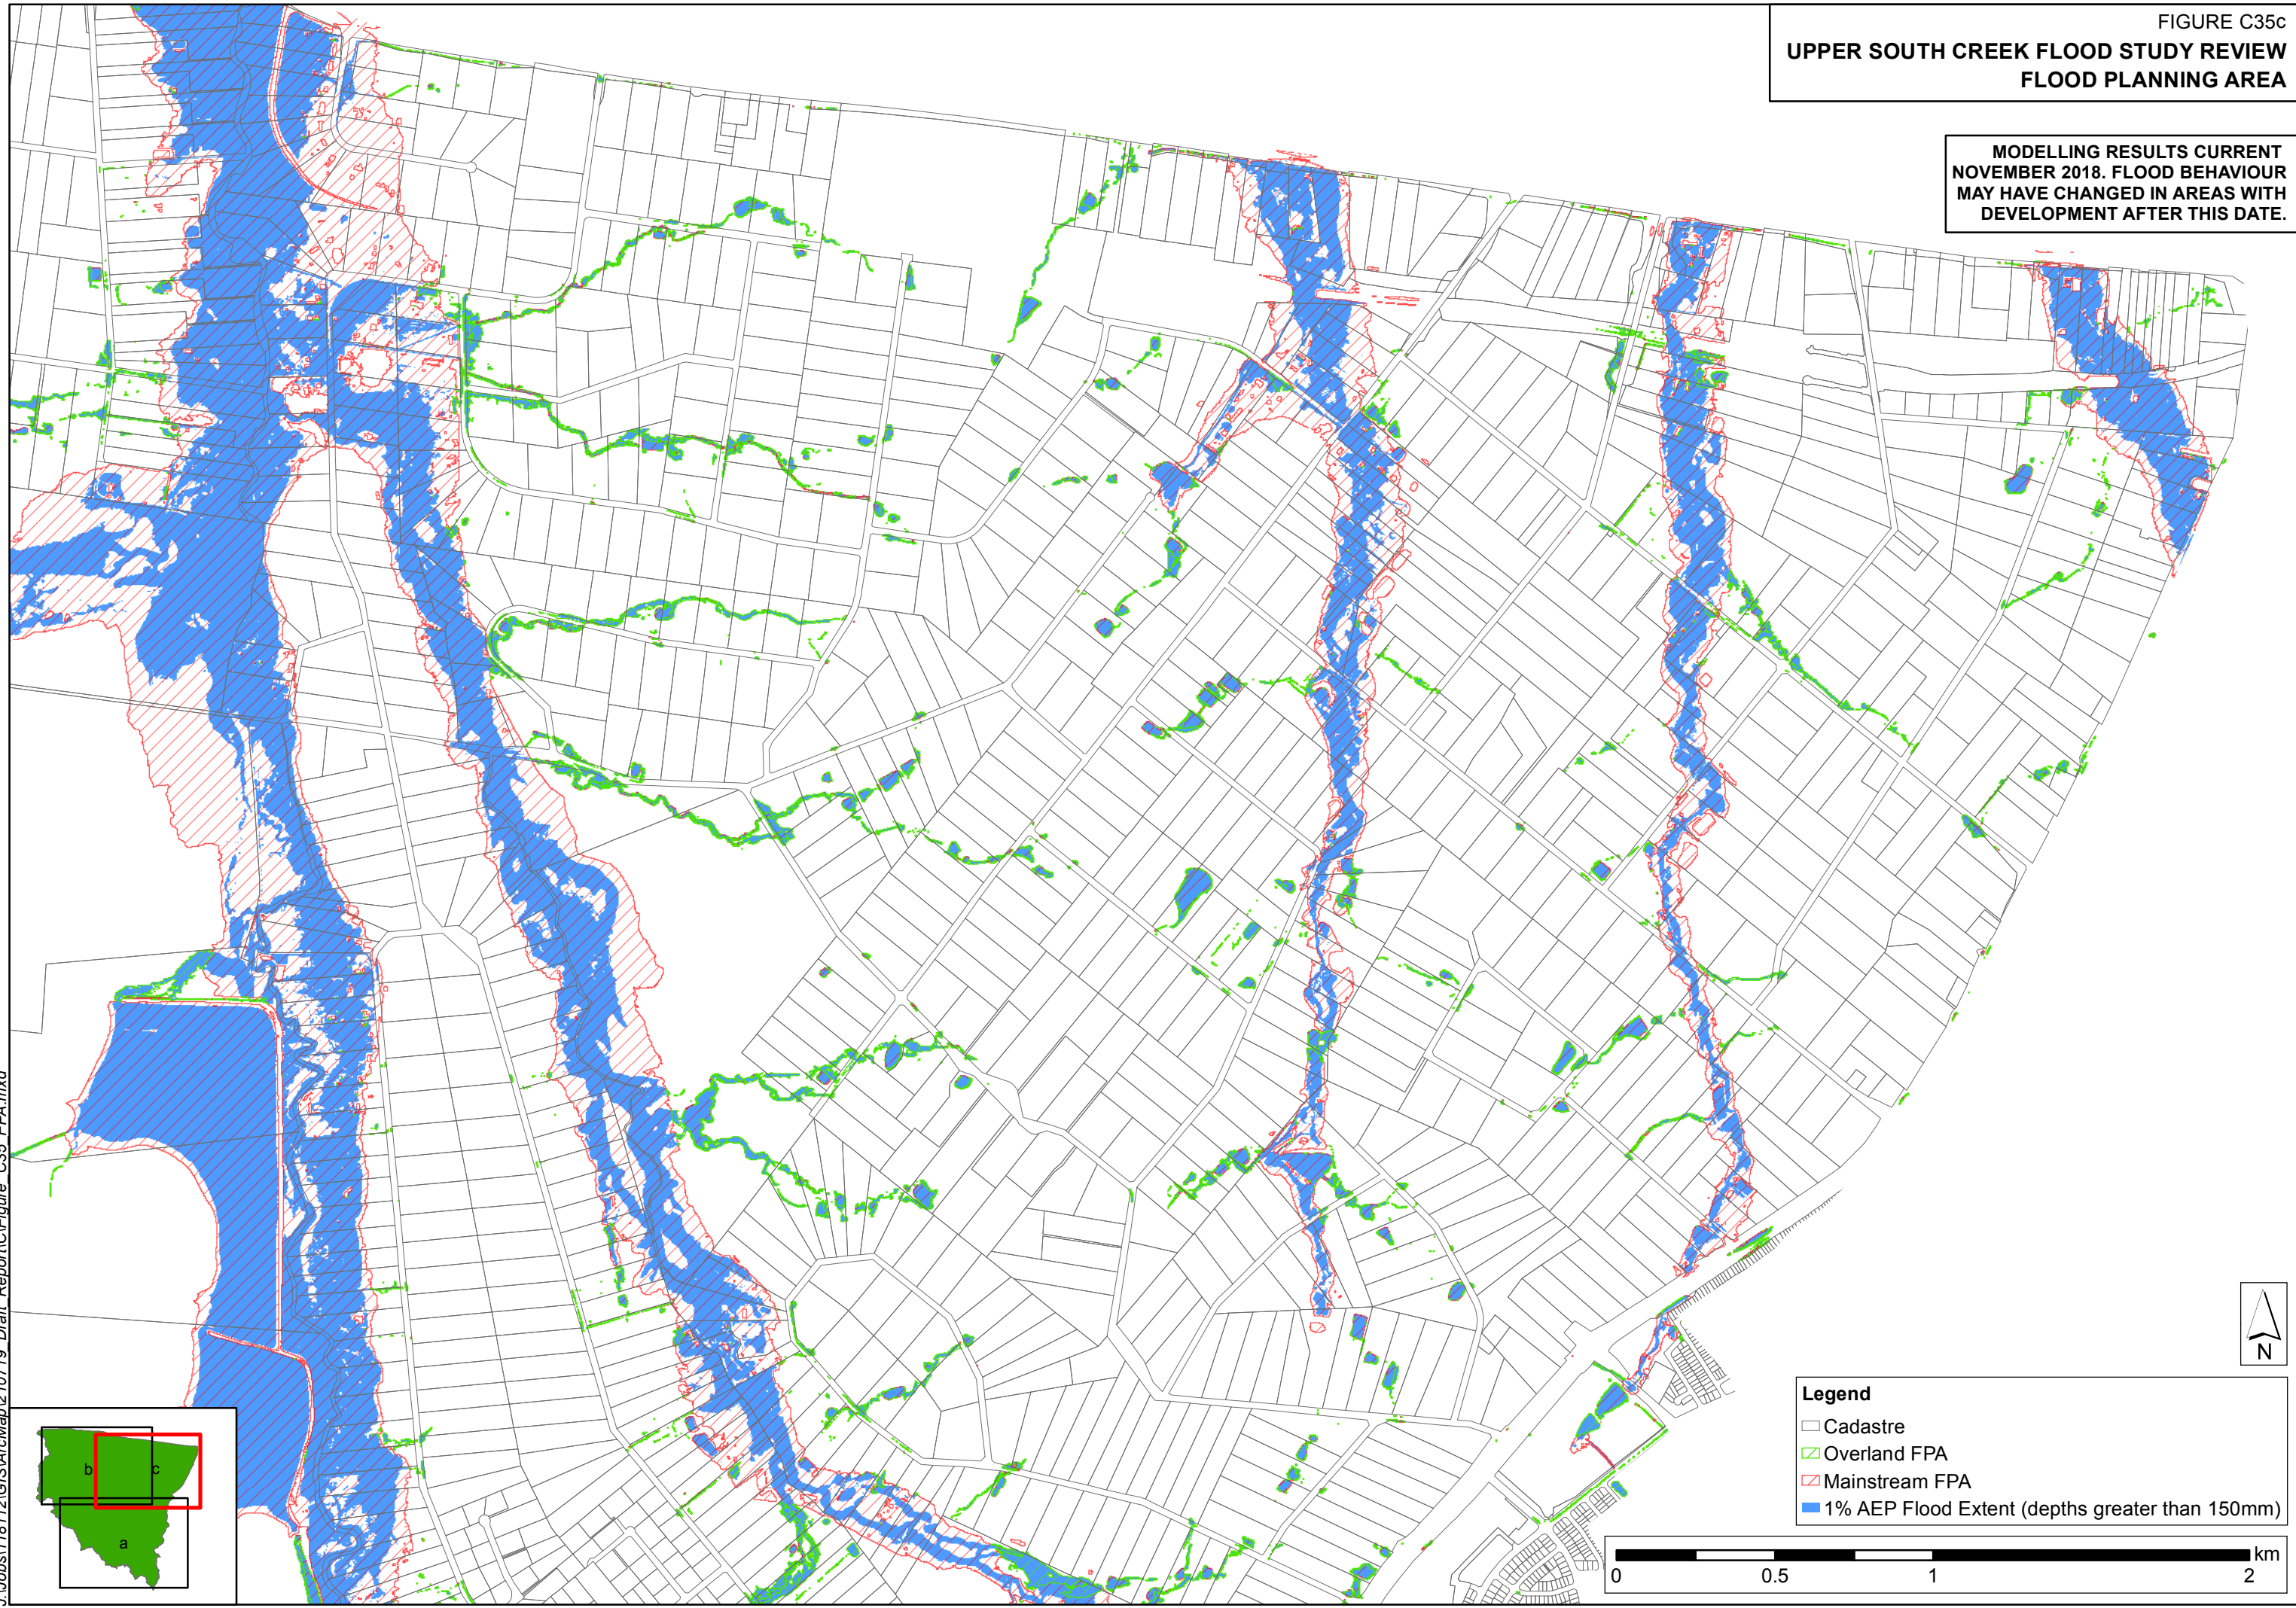 FIGURE C35c
UPPER SOUTH CREEK FLOOD STUDY REVIEW
FLOOD PLANNING AREA
MODELLING RESULTS CURRENT
NOVEMBER 2018. FLOOD BEHAVIOUR
MAY HAVE CHANGED IN AREAS WITH
DEVELOPMENT AFTER THIS DATE.
N
Legend
Cadastre
Overland FPA
Mainstream FPA
1% AEP Flood Extent (depths greater than 150mm)
km
0 0.5 1 2
b c
a